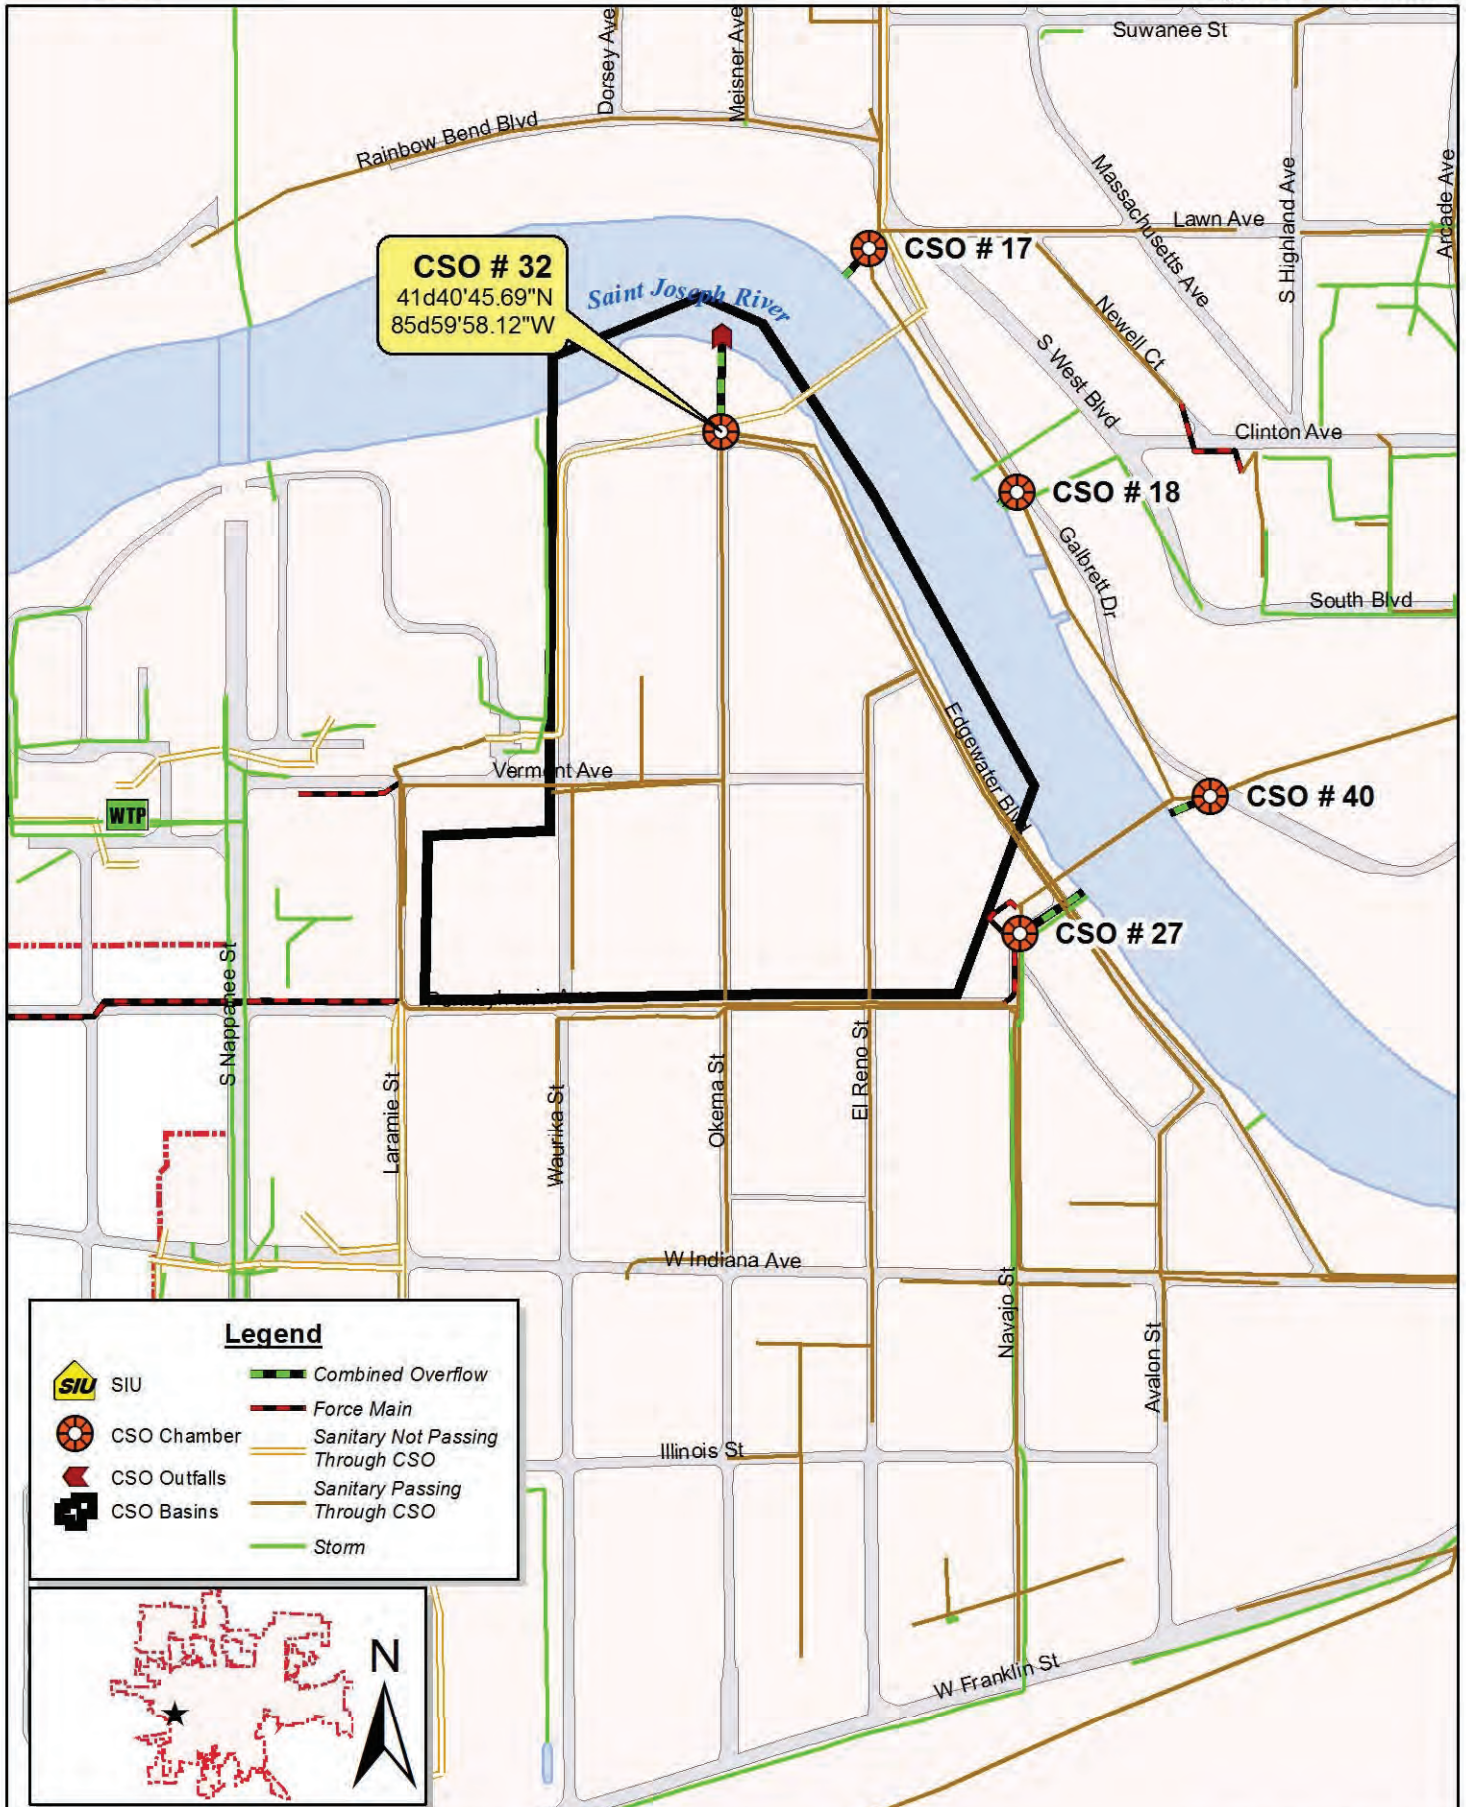 Suwanee St
Dorsey Ave
Meisner Ave
Rainbow Bend Blvd
Massachusetts Ave
S Highland Ave
Arcade Ave
Lawn Ave
CSO # 17
CSO # 32
41d40'45.69"N
85d59'58.12"W
Saint Joseph River
Newell Ct
S West Blvd
Clinton Ave
CSO # 18
Galbrett Dr
South Blvd
Edgewater Blvd
Vermont Ave
WTP
CSO # 40
CSO # 27
S Nappanee St
Laramie St
Waurika St
Okema St
El Reno St
W Indiana Ave
Navajo St
Avalon St
Illinois St
W Franklin St
Legend
SIU SIU
CSO Chamber
CSO Outfalls
CSO Basins
Combined Overflow
Force Main
Sanitary Not Passing
Through CSO
Sanitary Passing
Through CSO
Storm
N